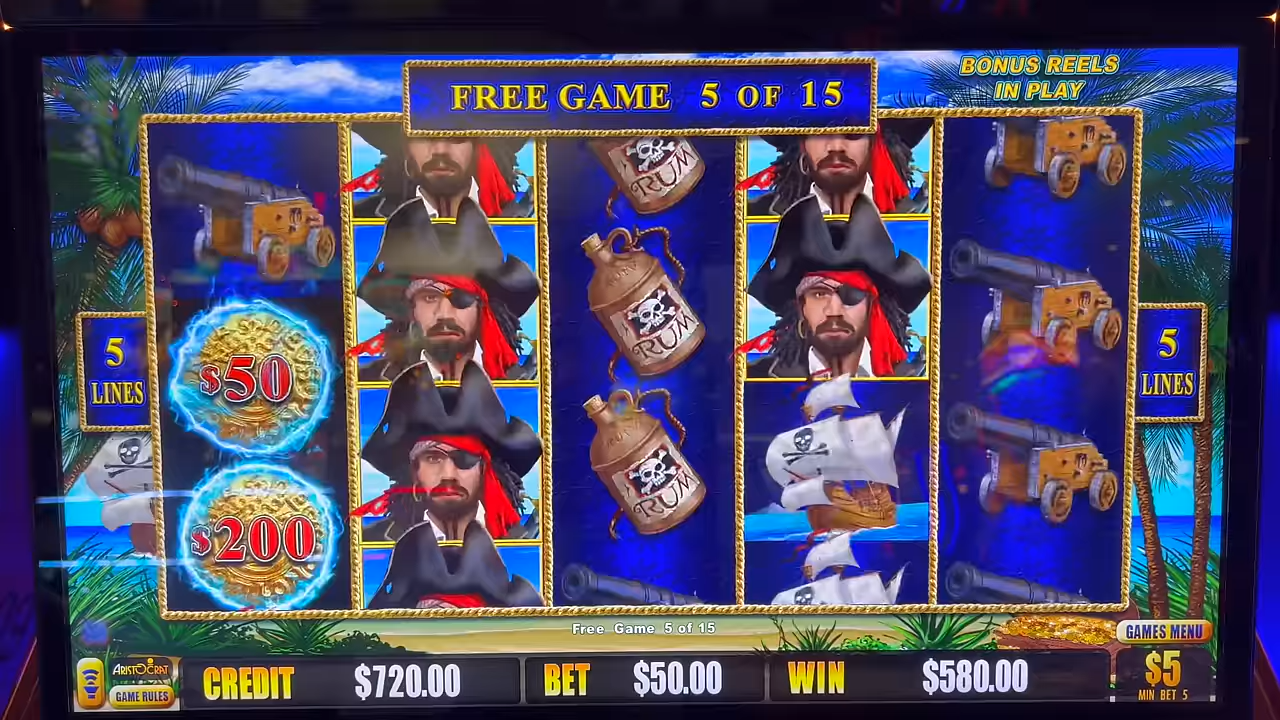 BONUS REELS
IN PLAY
FREE GAME 5 OF 15
RUM
RUM
RUM
5
LINES
5
LINES
$50
$200
Free Game 5 of 15
GAMES MENU
ARISTOCRAT
GAME RULES
CREDIT $720.00
BET $50.00
WIN $580.00
$5
MIN BET 5